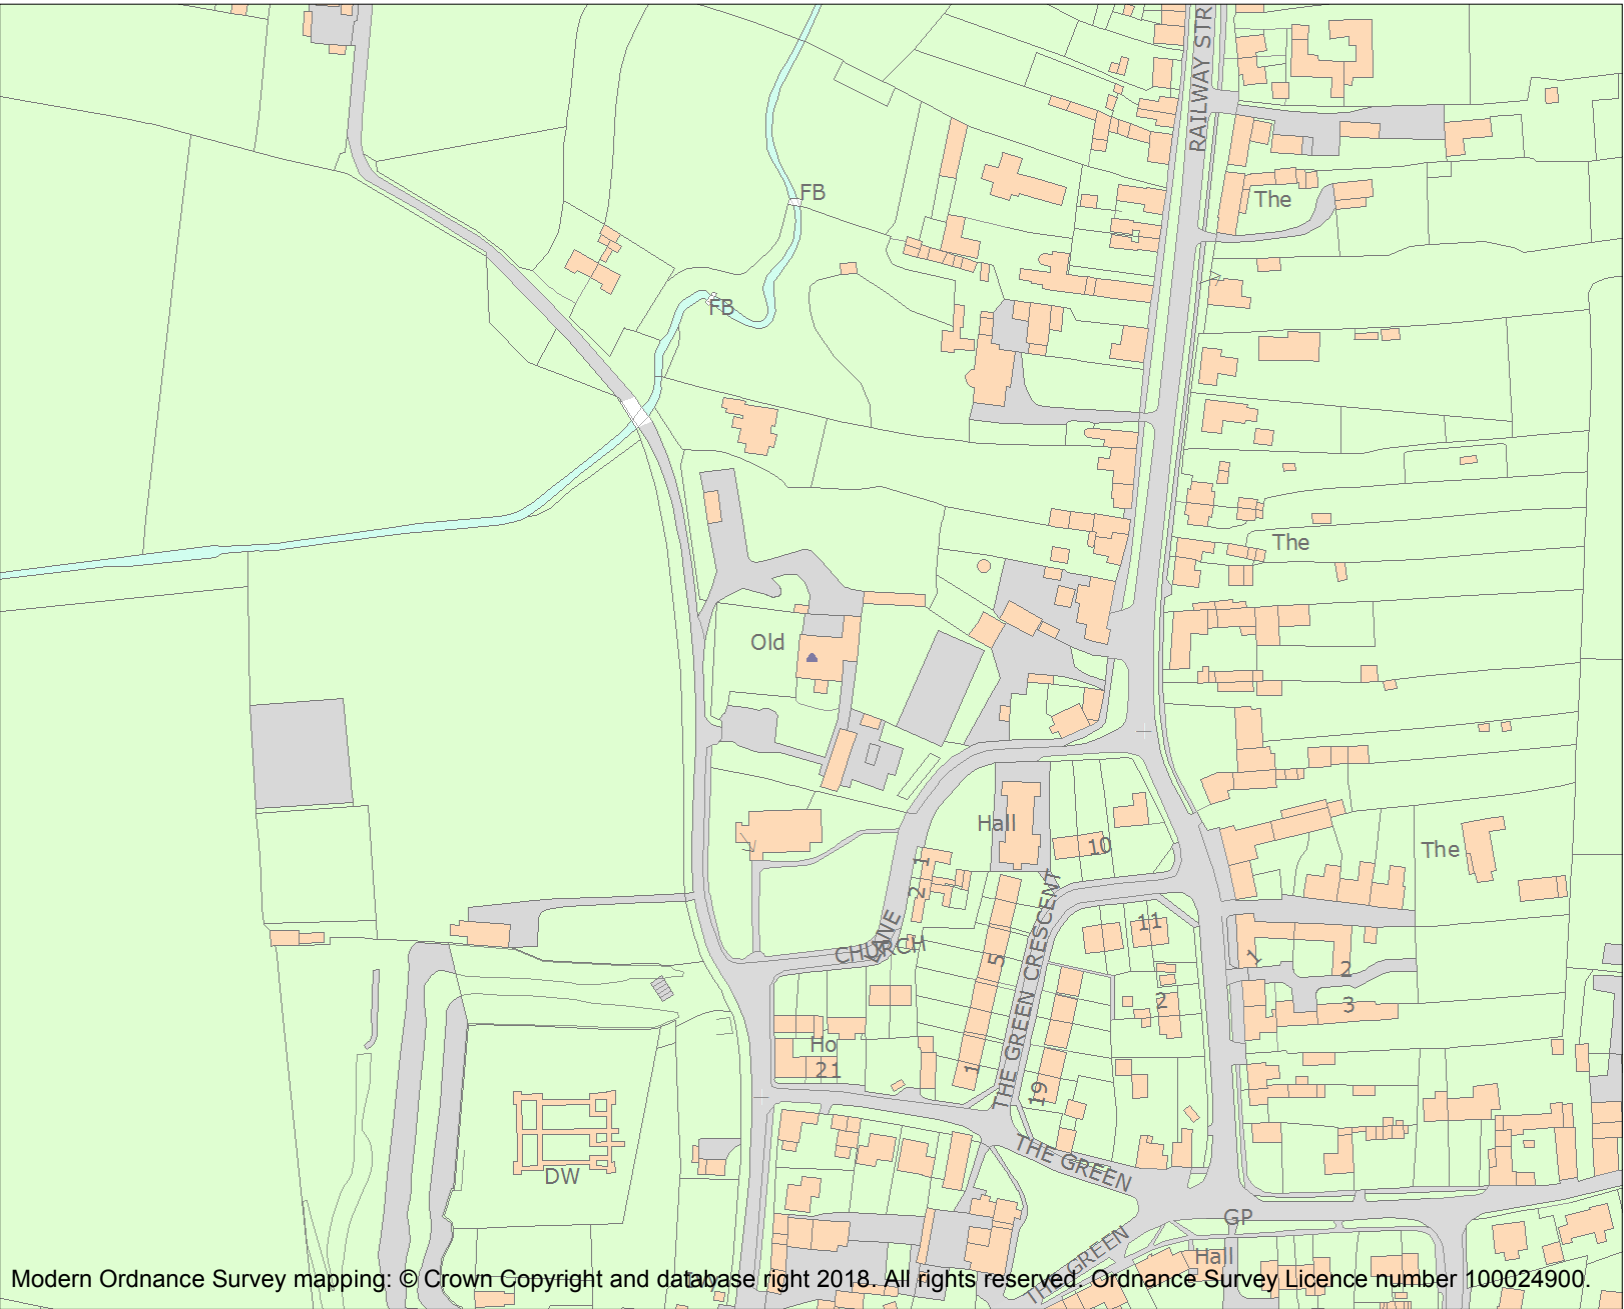 RAILWAY STR
FB
The
FB
The
Old
Hall
10
The
1
2
11
CHURCH
LANE
5
THE GREEN CRESCENT
1
2
2
3
Ho
21
1
19
THE GREEN
DW
GP
THE GREEN
Hall
Modern Ordnance Survey mapping: © Crown Copyright and database right 2018. All rights reserved. Ordnance Survey Licence number 100024900.